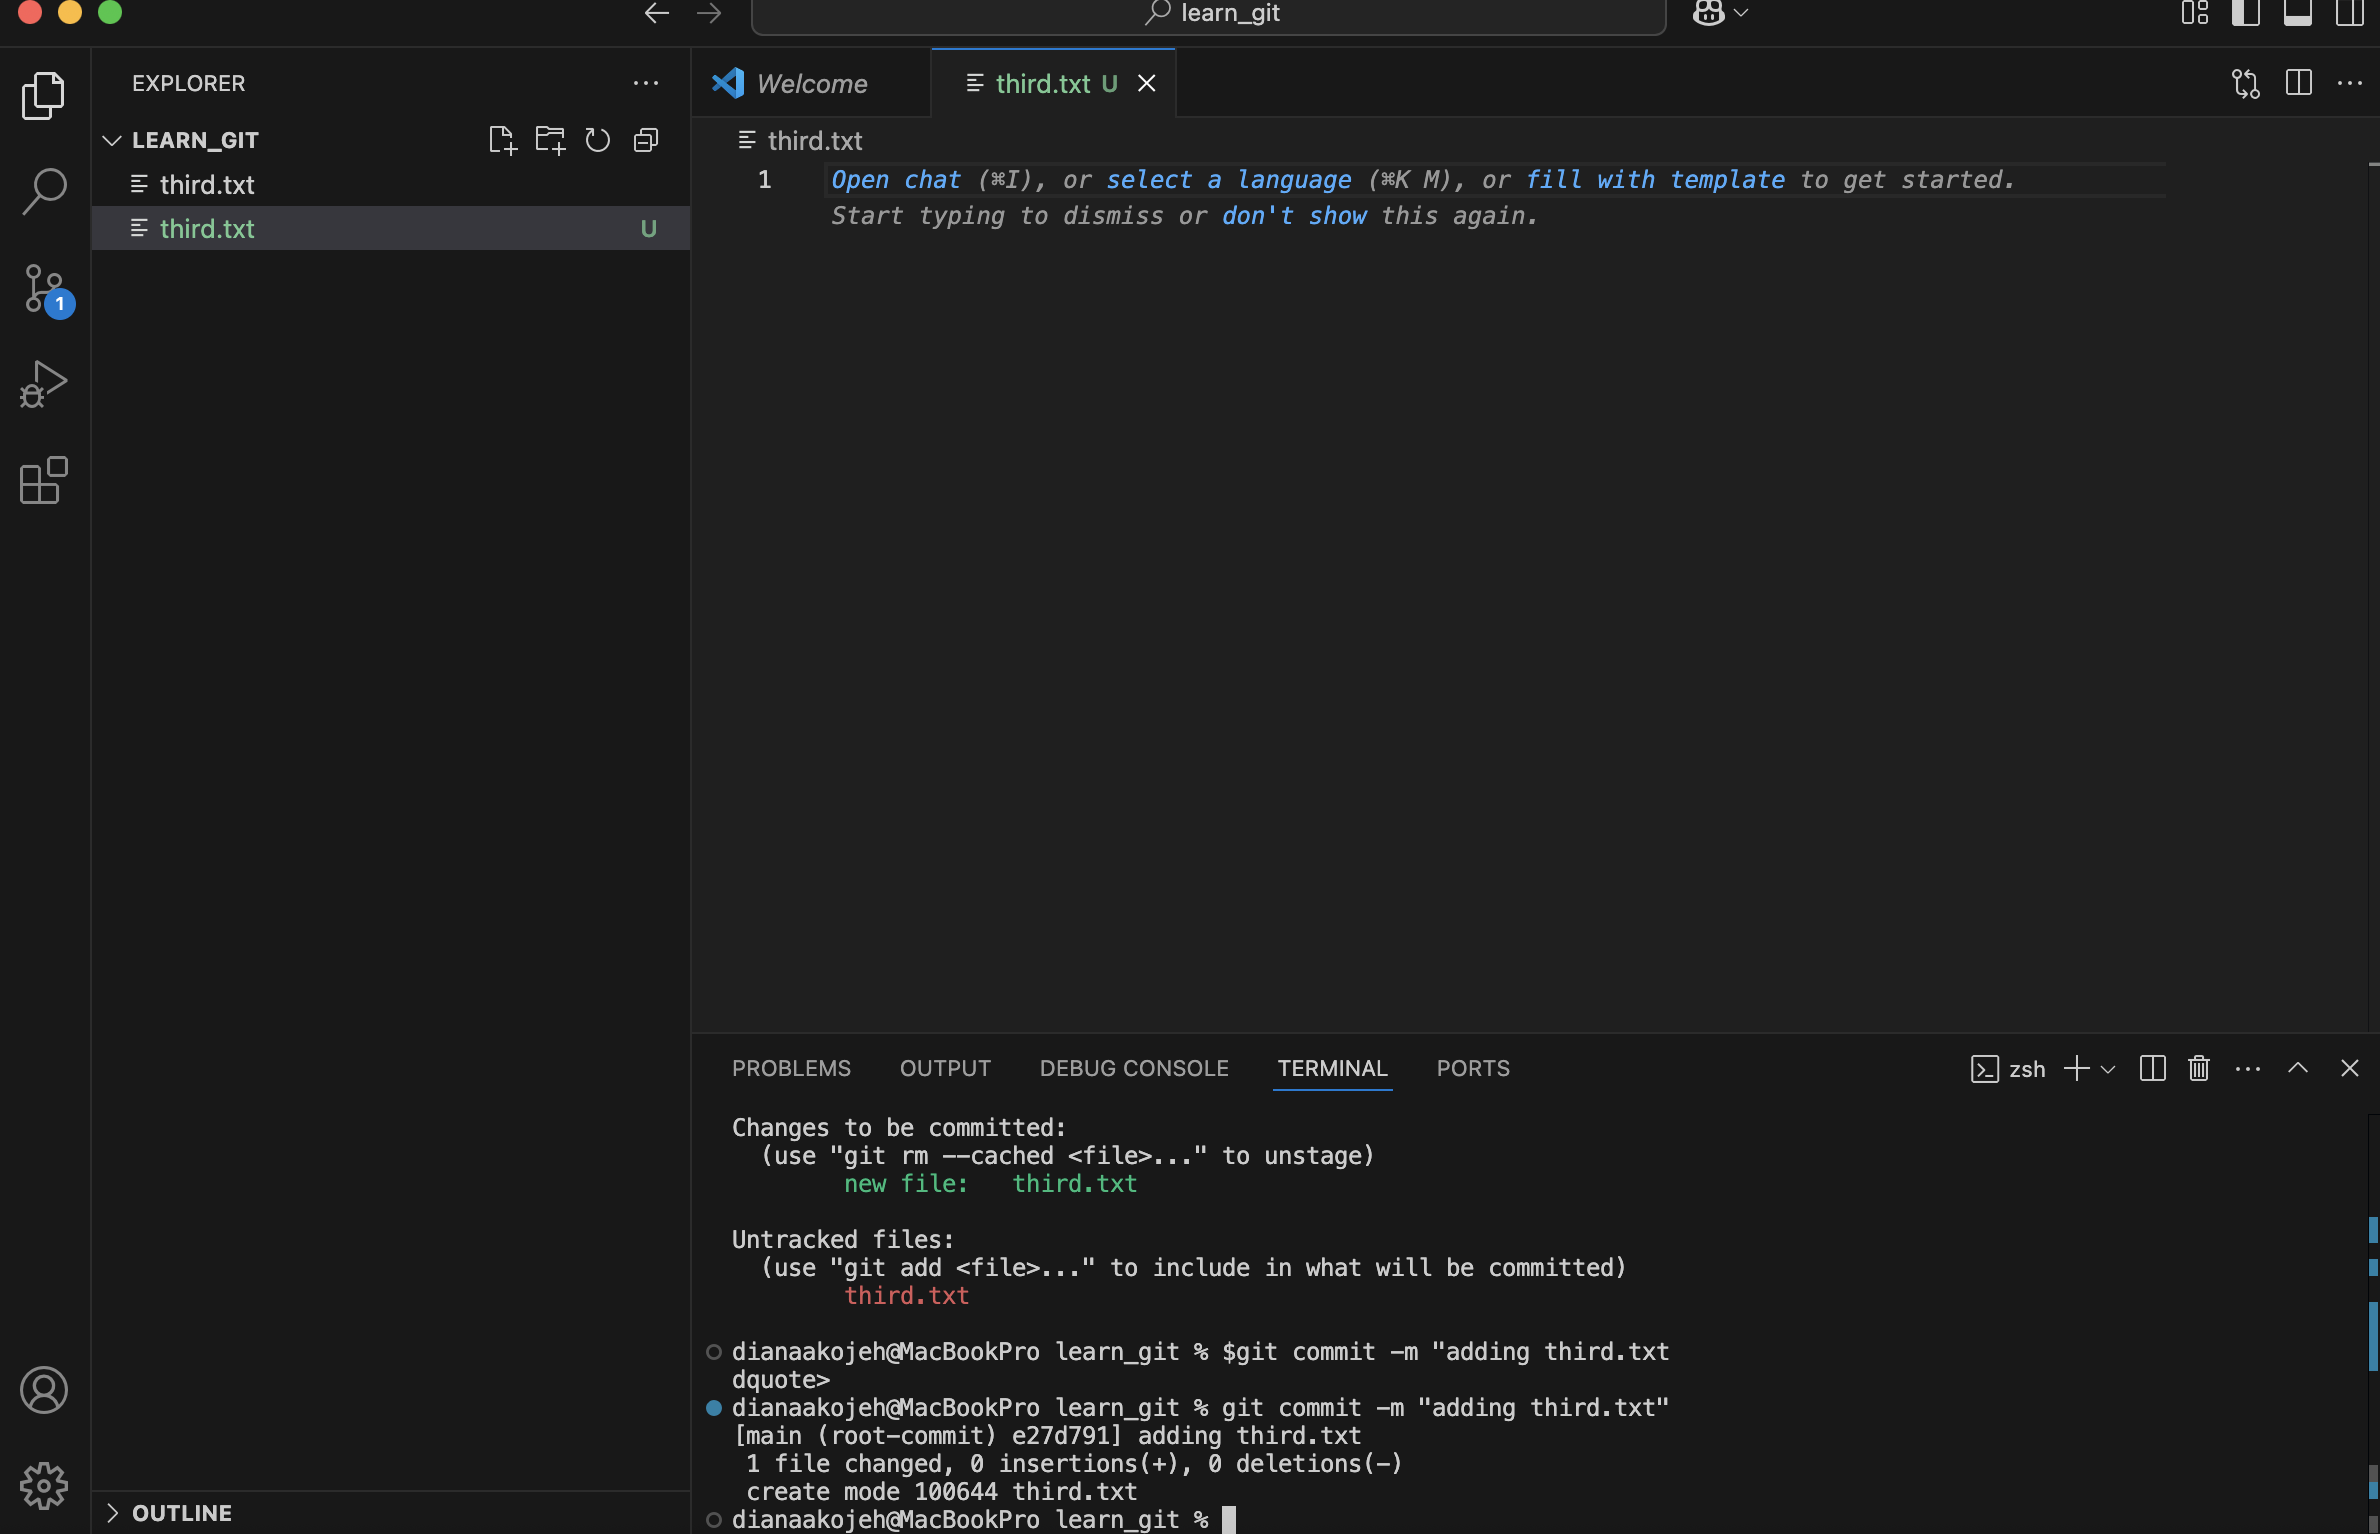 learn_git
EXPLORER
LEARN_GIT
third.txt
third.txt U
1
OUTLINE
Welcome
third.txt U
third.txt
1 Open chat (⌘I), or select a language (⌘K M), or fill with template to get started.
Start typing to dismiss or don't show this again.
PROBLEMS OUTPUT DEBUG CONSOLE TERMINAL PORTS
zsh
Changes to be committed:
(use "git rm --cached <file>..." to unstage)
new file: third.txt
Untracked files:
(use "git add <file>..." to include in what will be committed)
third.txt
dianaakojeh@MacBookPro learn_git % $git commit -m "adding third.txt
dquote>
dianaakojeh@MacBookPro learn_git % git commit -m "adding third.txt"
[main (root-commit) e27d791] adding third.txt
1 file changed, 0 insertions(+), 0 deletions(-)
create mode 100644 third.txt
dianaakojeh@MacBookPro learn_git %